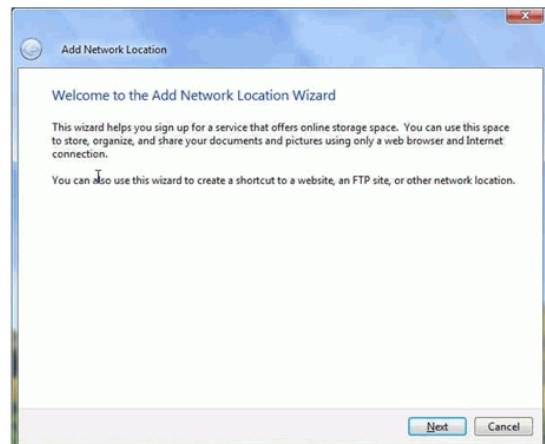 Add Network Location
Welcome to the Add Network Location Wizard
This wizard helps you sign up for a service that offers online storage space.  You can use this space
to store, organize, and share your documents and pictures using only a web browser and Internet
connection.
You can also use this wizard to create a shortcut to a website, an FTP site, or other network location.
Next
Cancel